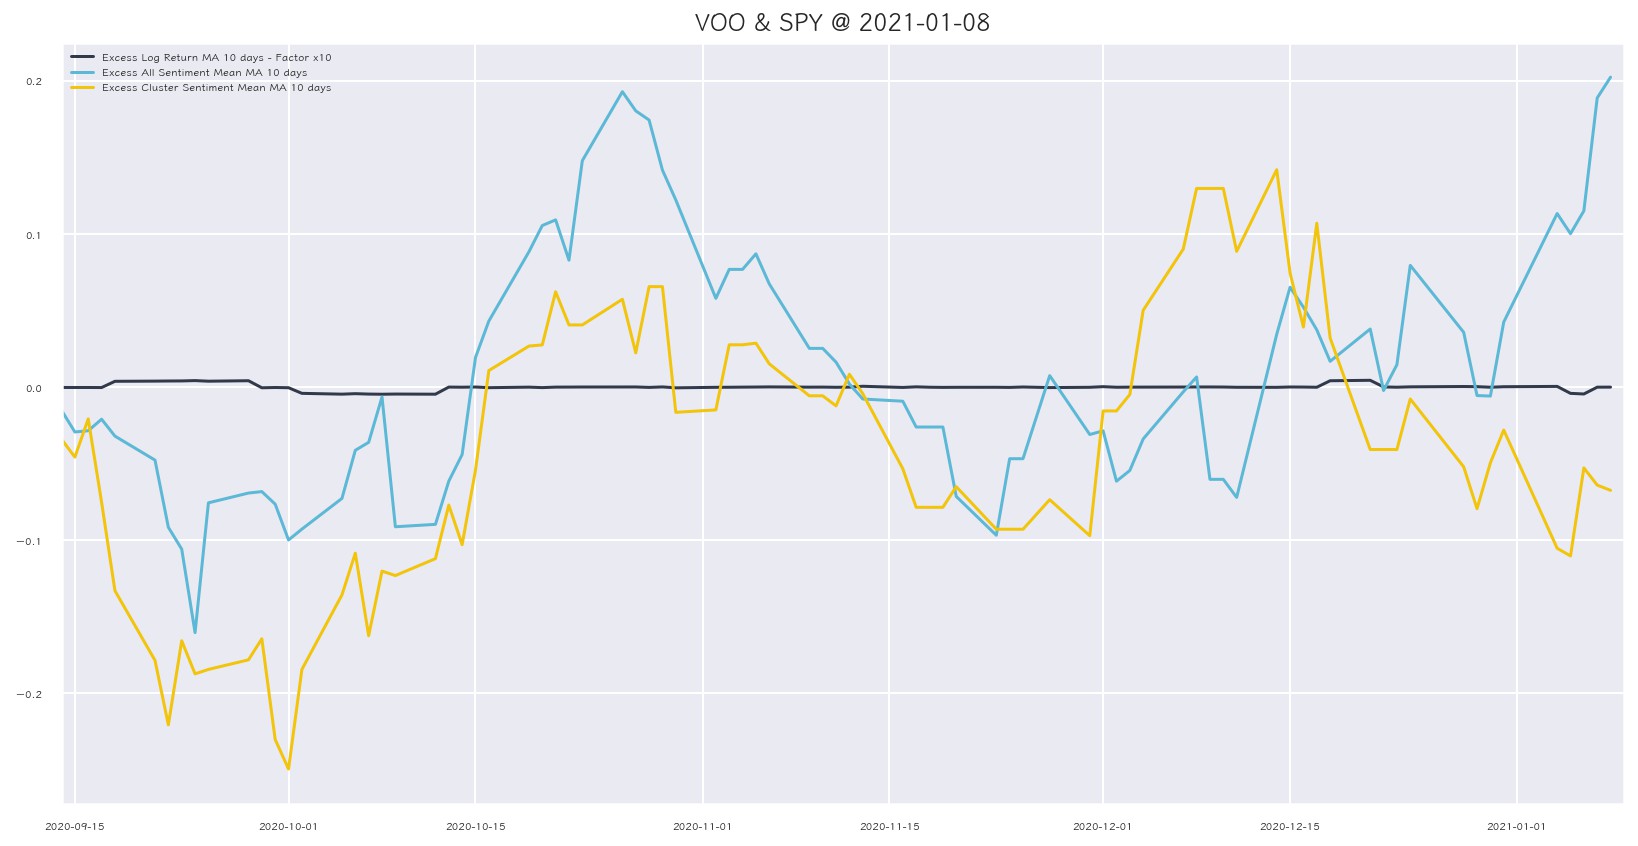 VOO & SPY @ 2021-01-08
Excess Log Return MA 10 days - Factor x10
Excess All Sentiment Mean MA 10 days
Excess Cluster Sentiment Mean MA 10 days
0.2
0.1
0.0
−0.1
−0.2
2020-09-15 2020-10-01 2020-10-15 2020-11-01 2020-11-15 2020-12-01 2020-12-15 2021-01-01